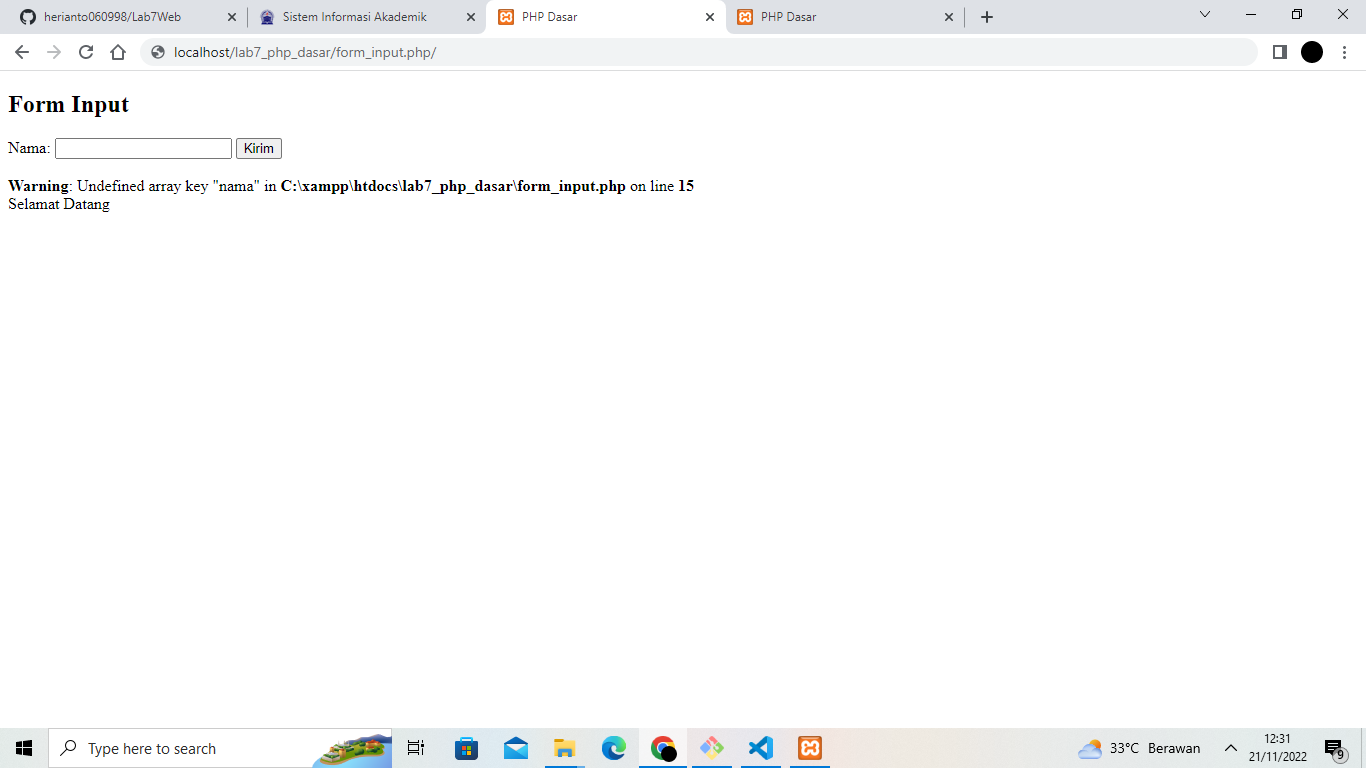 herianto060998/Lab7Web
Sistem Informasi Akademik
PHP Dasar
PHP Dasar
localhost/lab7_php_dasar/form_input.php/
Form Input
Nama: Kirim
Warning: Undefined array key "nama" in C:\xampp\htdocs\lab7_php_dasar\form_input.php on line 15
Selamat Datang
Type here to search
33°C Berawan
12:31
21/11/2022
9